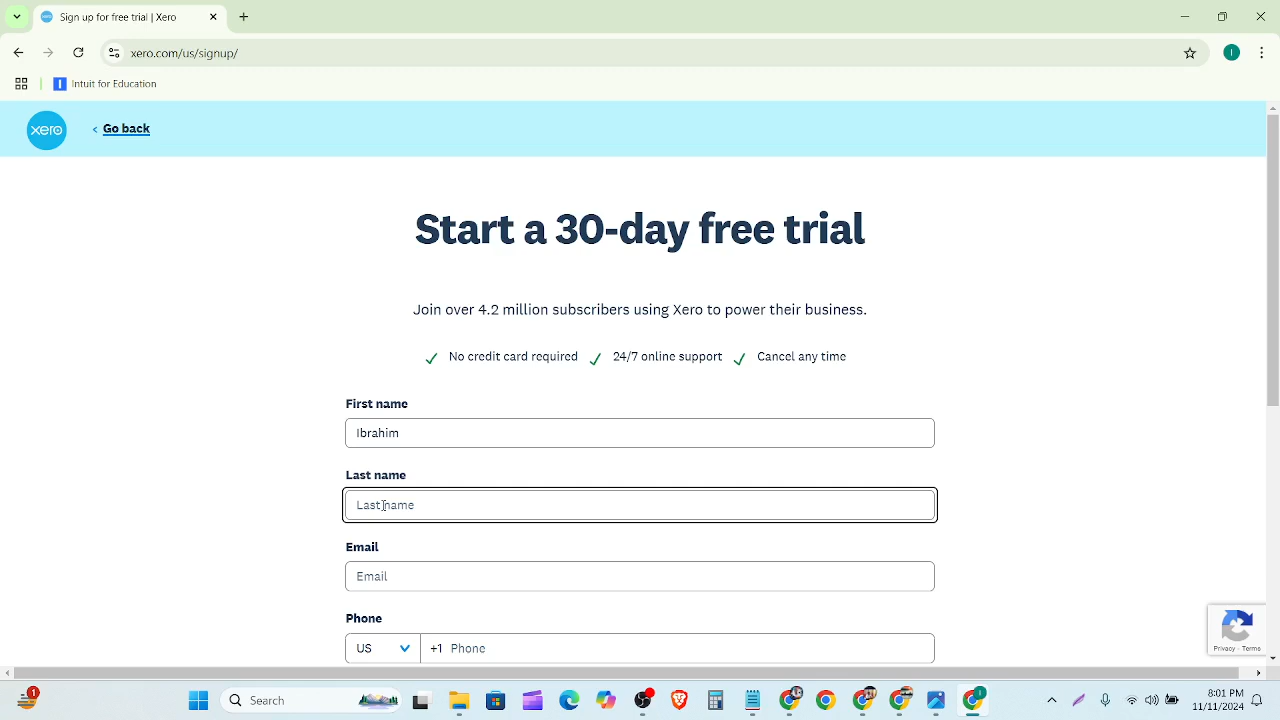 Sign up for free trial | Xero
xero.com/us/signup/
I
I Intuit for Education
xero
< Go back
Start a 30-day free trial
Join over 4.2 million subscribers using Xero to power their business.
No credit card required 24/7 online support Cancel any time
First name
Ibrahim
Last name
Last name
Email
Email
Phone
US +1 Phone
Privacy - Terms
1
Search
8:01 PM
11/11/2024